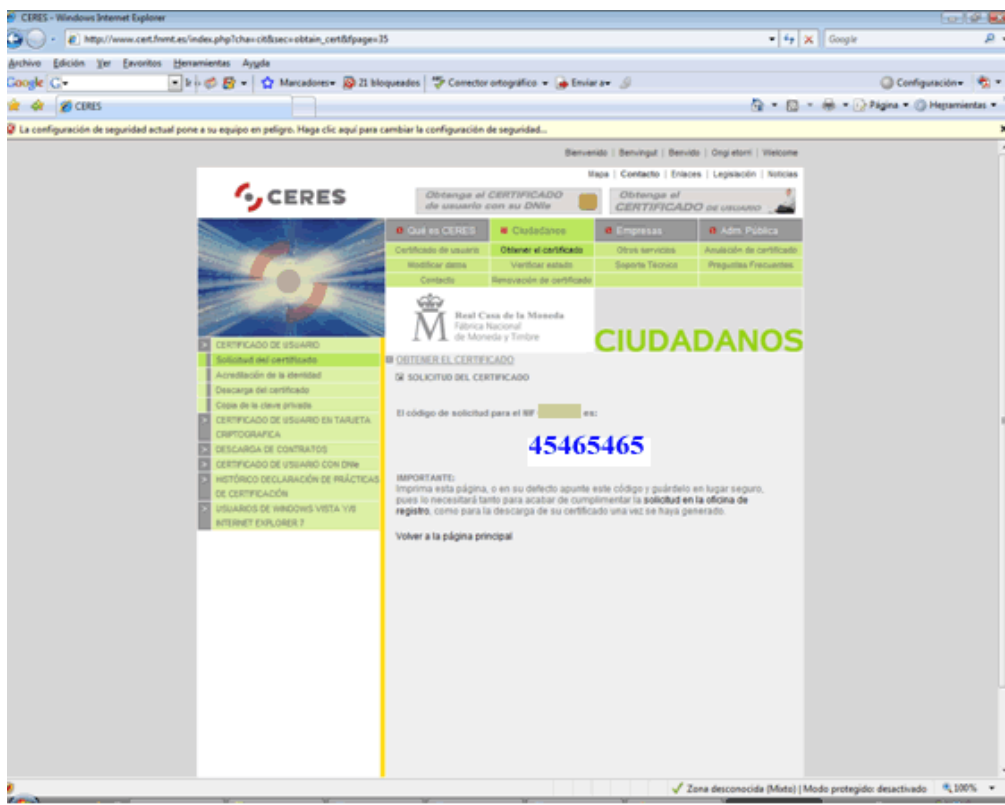 CERES - Windows Internet Explorer
http://www.cert.fnmt.es/index.php?cha=cit&sec=obtain_cert&fpage=35
Google
Archivo Edición Ver Favoritos Herramientas Ayuda
Google G Ir Marcadores 21 bloqueados Corrector ortográfico Enviar a Configuración
CERES
Página Herramientas
La configuración de seguridad actual pone a su equipo en peligro. Haga clic aquí para cambiar la configuración de seguridad...
Bienvenido | Benvingut | Benvido | Ongi etorri | Welcome
Mapa | Contacto | Enlaces | Legislación | Noticias
CERES
Obtenga el CERTIFICADO de usuario con su DNIe
Obtenga el CERTIFICADO DE USUARIO
Qué es CERES Ciudadanos Empresas Adm. Pública
Certificado de usuario Obtener el certificado Otros servicios Anulación de certificado
Modificar datos Verificar estado Soporte Técnico Preguntas Frecuentes
Contacto Renovación de certificado
M Real Casa de la Moneda
Fábrica Nacional
de Moneda y Timbre
CIUDADANOS
CERTIFICADO DE USUARIO
Solicitud del certificado
Acreditación de la identidad
Descarga del certificado
Copia de la clave privada
CERTIFICADO DE USUARIO EN TARJETA
CRIPTOGRAFICA
DESCARGA DE CONTRATOS
CERTIFICADO DE USUARIO CON DNIe
HISTÓRICO DECLARACIÓN DE PRÁCTICAS
DE CERTIFICACIÓN
USUARIOS DE WINDOWS VISTA Y/O
INTERNET EXPLORER 7
OBTENER EL CERTIFICADO
SOLICITUD DEL CERTIFICADO
El código de solicitud para el NIF es:
45465465
IMPORTANTE:
Imprima esta página, o en su defecto apunte este código y guárdelo en lugar seguro,
pues lo necesitará tanto para acabar de cumplimentar la solicitud en la oficina de
registro, como para la descarga de su certificado una vez se haya generado.
Volver a la página principal
Zona desconocida (Mixto) | Modo protegido: desactivado 100%